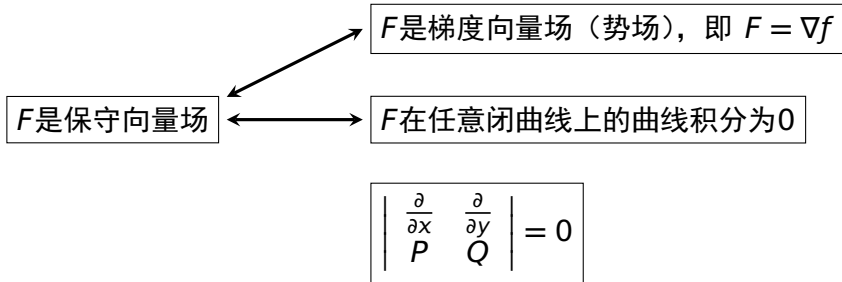 F是梯度向量场（势场），即 F = ∇f
F是保守向量场
F在任意闭曲线上的曲线积分为0
| ∂/∂x ∂/∂y |
| P Q | = 0